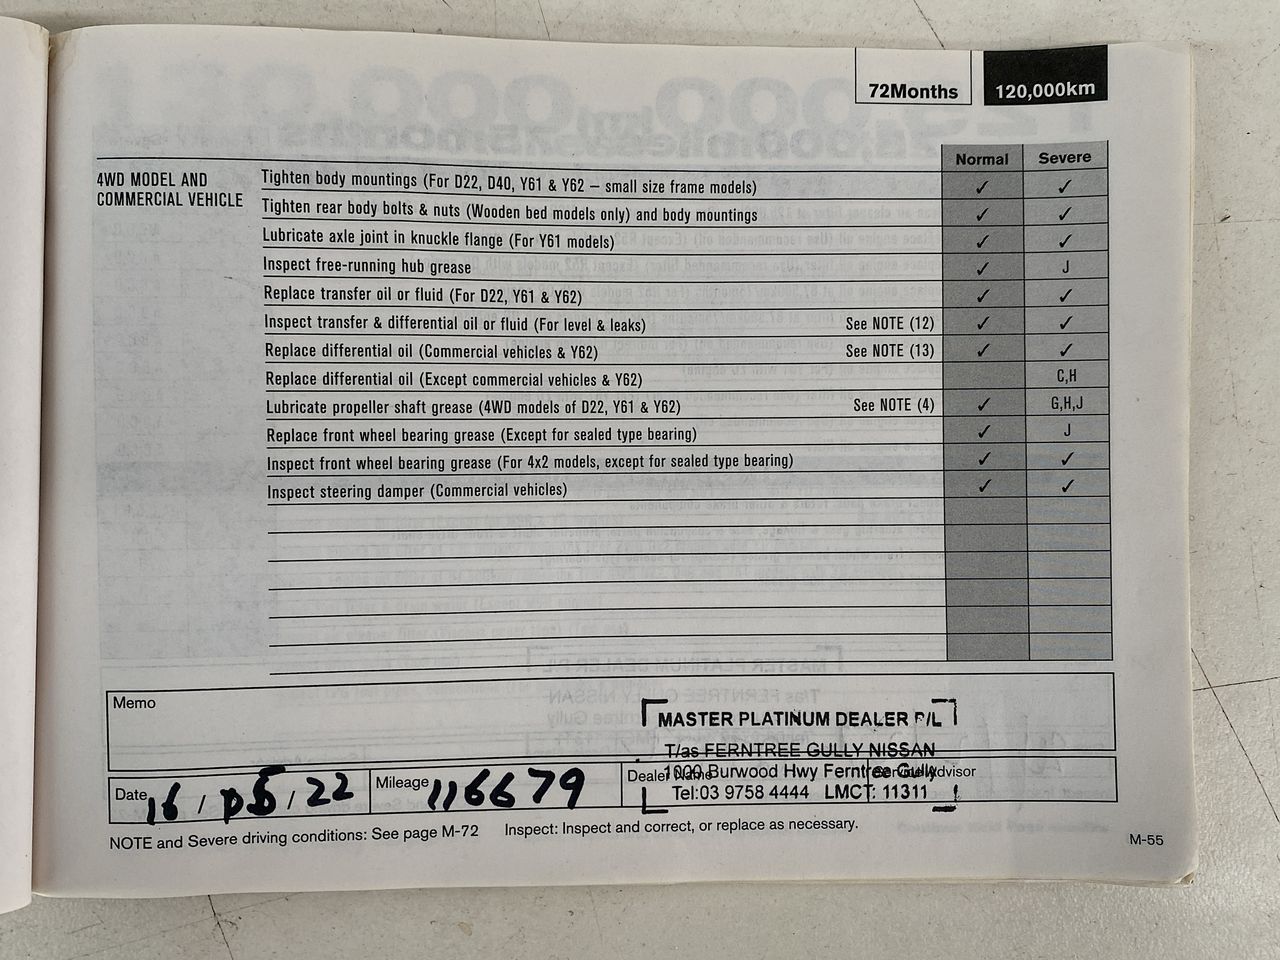 72Months 120,000km
Normal Severe
4WD MODEL AND
COMMERCIAL VEHICLE
Tighten body mountings (For D22, D40, Y61 & Y62 – small size frame models) ✓ ✓
Tighten rear body bolts & nuts (Wooden bed models only) and body mountings ✓ ✓
Lubricate axle joint in knuckle flange (For Y61 models) ✓ ✓
Inspect free-running hub grease ✓ J
Replace transfer oil or fluid (For D22, Y61 & Y62) ✓ ✓
Inspect transfer & differential oil or fluid (For level & leaks) See NOTE (12) ✓ ✓
Replace differential oil (Commercial vehicles & Y62) See NOTE (13) ✓ ✓
Replace differential oil (Except commercial vehicles & Y62) C,H
Lubricate propeller shaft grease (4WD models of D22, Y61 & Y62) See NOTE (4) ✓ G,H,J
Replace front wheel bearing grease (Except for sealed type bearing) ✓ J
Inspect front wheel bearing grease (For 4x2 models, except for sealed type bearing) ✓ ✓
Inspect steering damper (Commercial vehicles) ✓ ✓
Memo
MASTER PLATINUM DEALER P/L
T/as FERNTREE GULLY NISSAN
1000 Burwood Hwy Ferntree Gully
Tel:03 9758 4444 LMCT: 11311
Date 16 / 05 / 22 Mileage 116679 Dealer Name Service Advisor
NOTE and Severe driving conditions: See page M-72 Inspect: Inspect and correct, or replace as necessary.
M-55